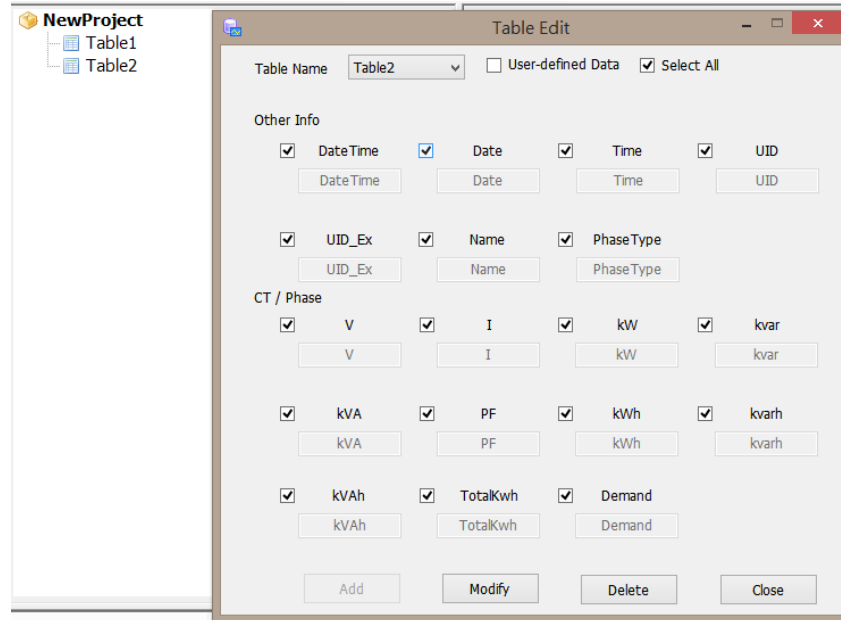 NewProject
Table1
Table2
Table Edit
Table Name Table2 User-defined Data Select All
Other Info
DateTime Date Time UID
DateTime Date Time UID
UID_Ex Name PhaseType
UID_Ex Name PhaseType
CT / Phase
V I kW kvar
V I kW kvar
kVA PF kWh kvarh
kVA PF kWh kvarh
kVAh TotalKwh Demand
kVAh TotalKwh Demand
Add Modify Delete Close